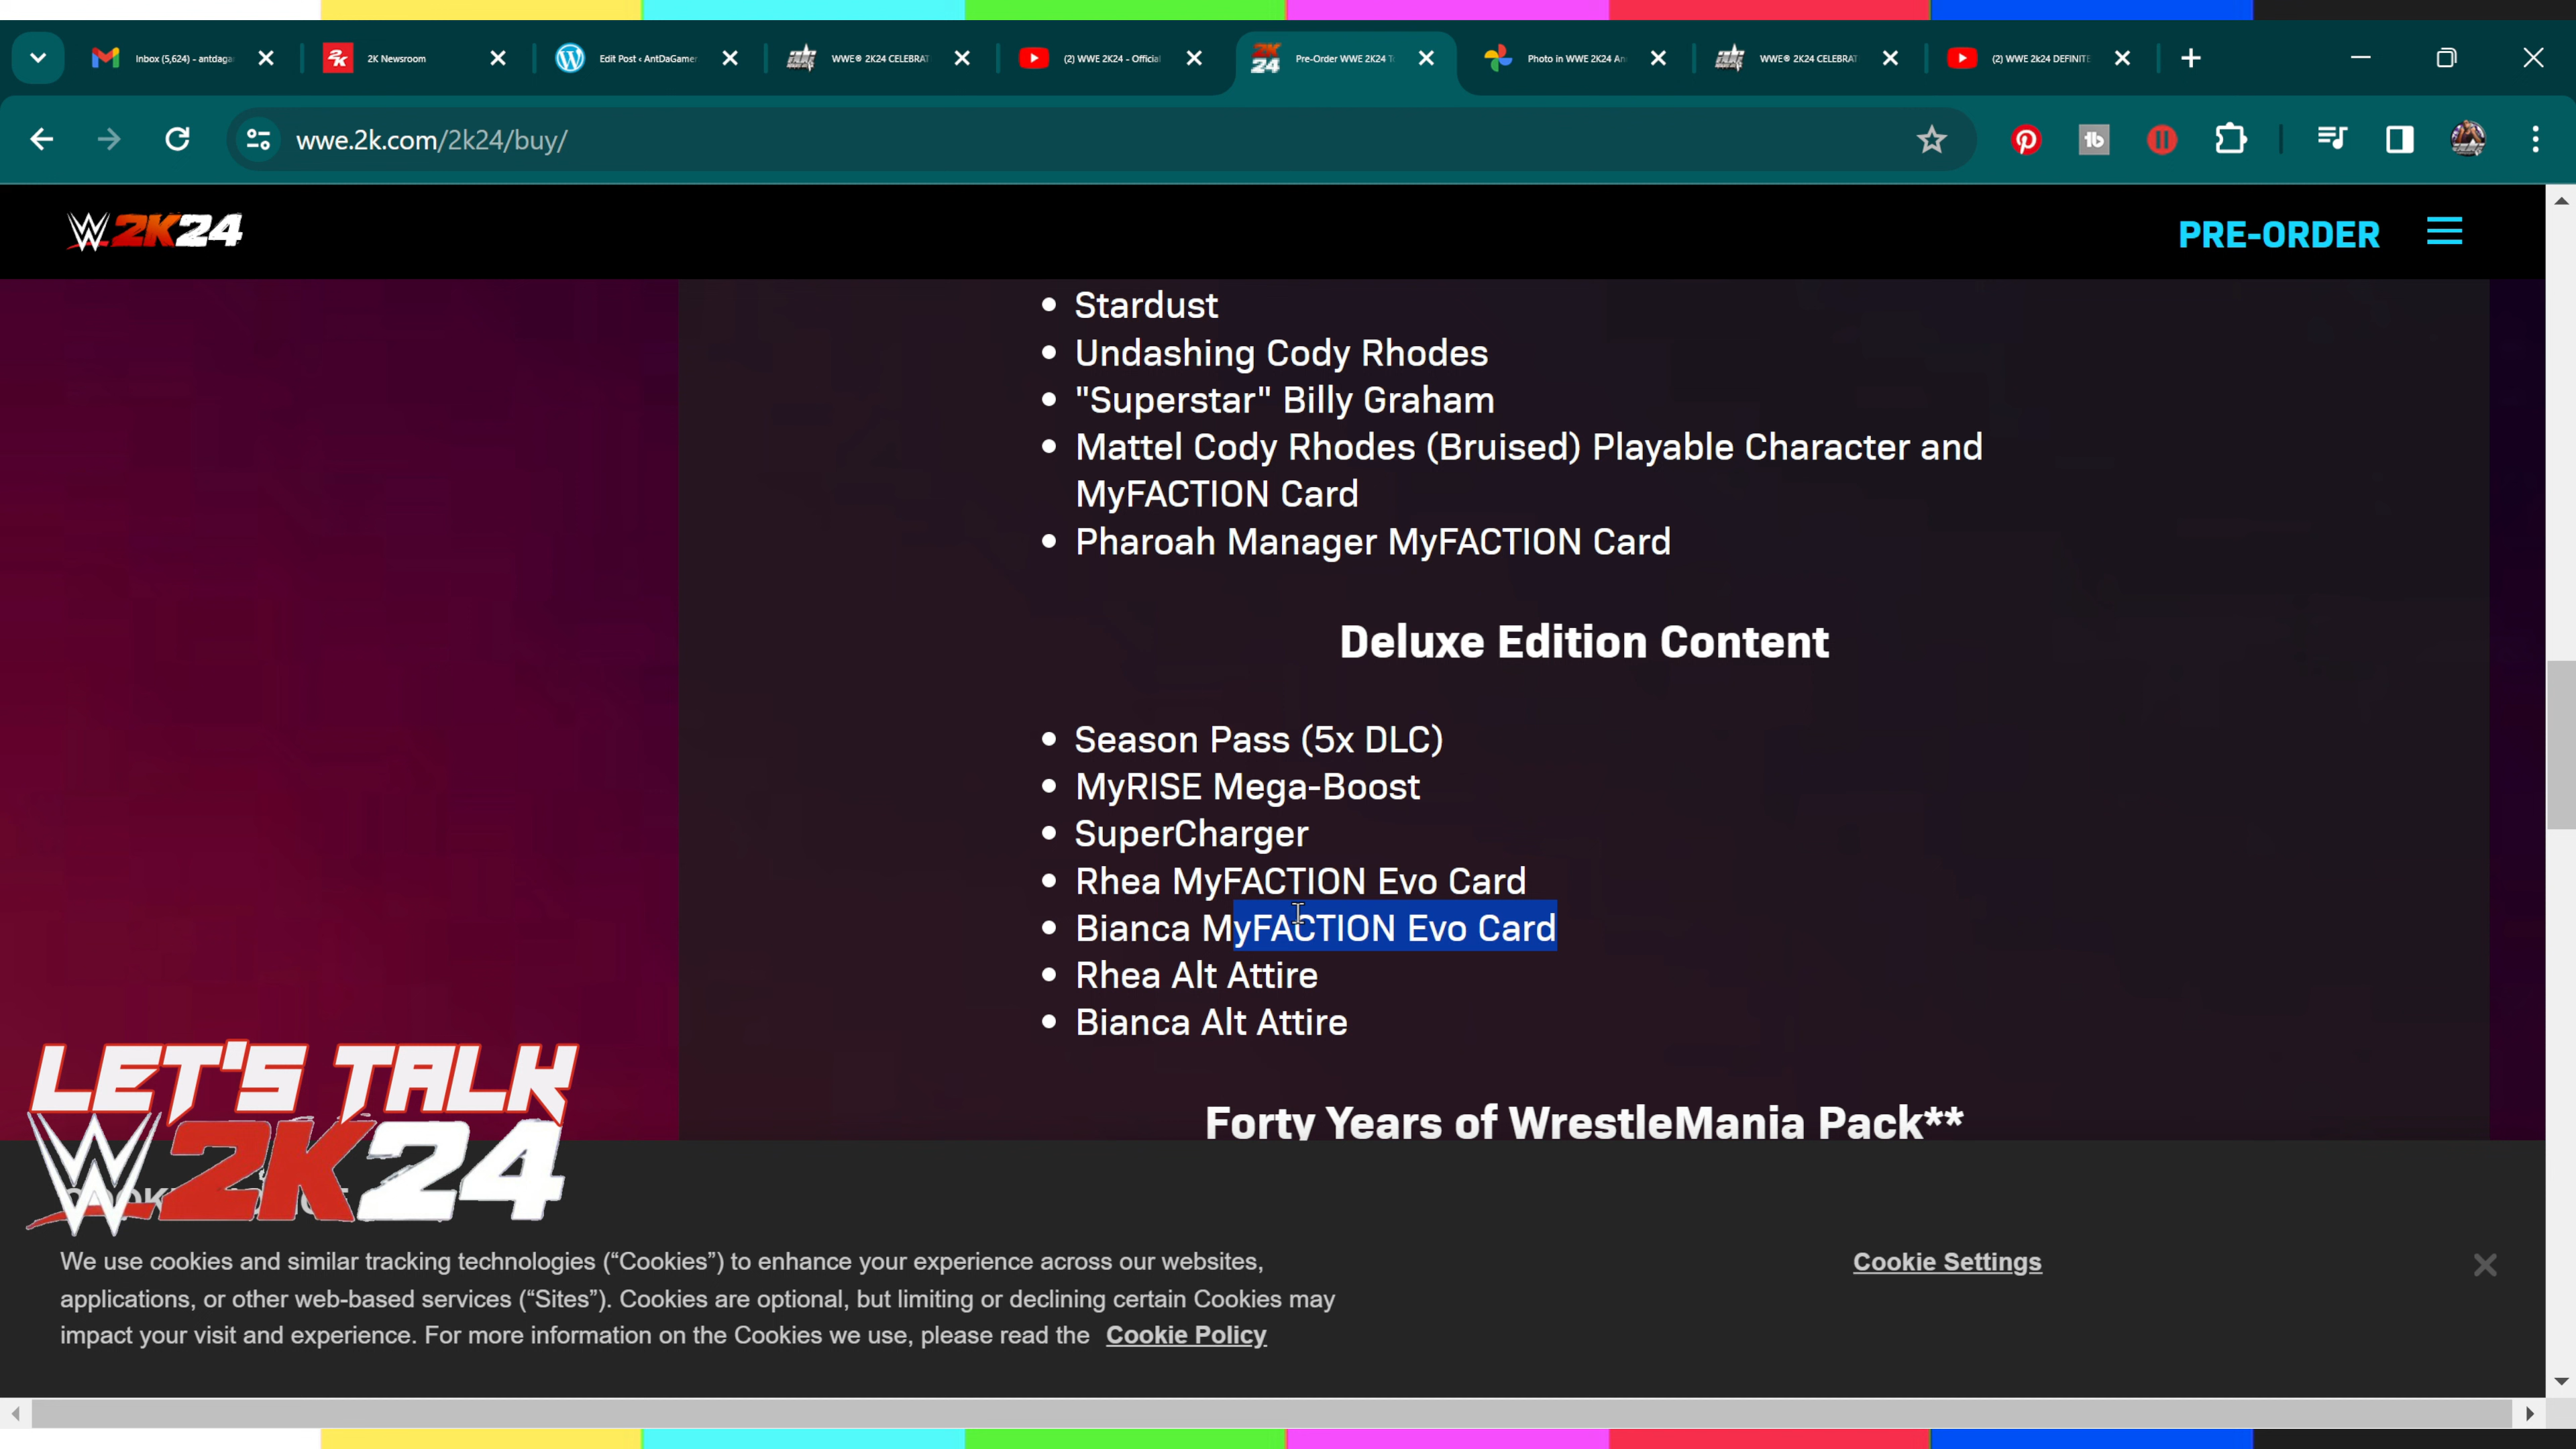 Inbox (5,624) - antdaga
2K Newsroom
Edit Post ‹ AntDaGamer
WWE® 2K24 CELEBRAT
(2) WWE 2K24 - Official
Pre-Order WWE 2K24 T
Photo in WWE 2K24 An
WWE® 2K24 CELEBRAT
(2) WWE 2k24 DEFINITE
wwe.2k.com/2k24/buy/
W 2K24
PRE-ORDER
Stardust
Undashing Cody Rhodes
"Superstar" Billy Graham
Mattel Cody Rhodes (Bruised) Playable Character and
MyFACTION Card
Pharoah Manager MyFACTION Card
Deluxe Edition Content
Season Pass (5x DLC)
MyRISE Mega-Boost
SuperCharger
Rhea MyFACTION Evo Card
Bianca MyFACTION Evo Card
Rhea Alt Attire
Bianca Alt Attire
Forty Years of WrestleMania Pack**
LET'S TALK
W 2K24
We use cookies and similar tracking technologies (“Cookies”) to enhance your experience across our websites,
applications, or other web-based services (“Sites”). Cookies are optional, but limiting or declining certain Cookies may
impact your visit and experience. For more information on the Cookies we use, please read the Cookie Policy
Cookie Settings